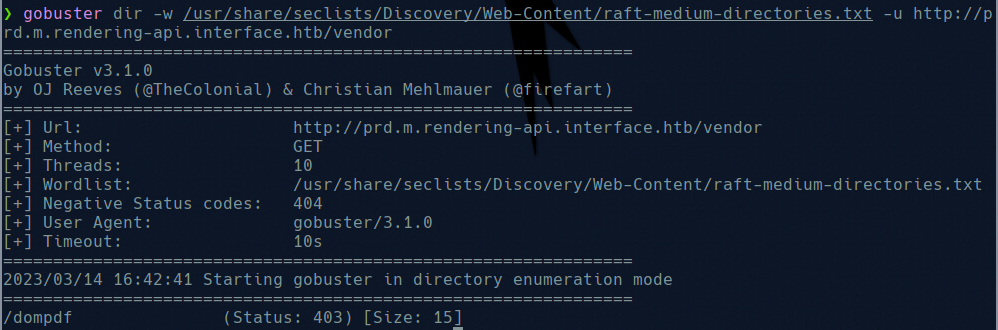 ❯ gobuster dir -w /usr/share/seclists/Discovery/Web-Content/raft-medium-directories.txt -u http://p
rd.m.rendering-api.interface.htb/vendor
===============================================================
Gobuster v3.1.0
by OJ Reeves (@TheColonial) & Christian Mehlmauer (@firefart)
===============================================================
[+] Url:                     http://prd.m.rendering-api.interface.htb/vendor
[+] Method:                  GET
[+] Threads:                 10
[+] Wordlist:                /usr/share/seclists/Discovery/Web-Content/raft-medium-directories.txt
[+] Negative Status codes:   404
[+] User Agent:              gobuster/3.1.0
[+] Timeout:                 10s
===============================================================
2023/03/14 16:42:41 Starting gobuster in directory enumeration mode
===============================================================
/dompdf               (Status: 403) [Size: 15]